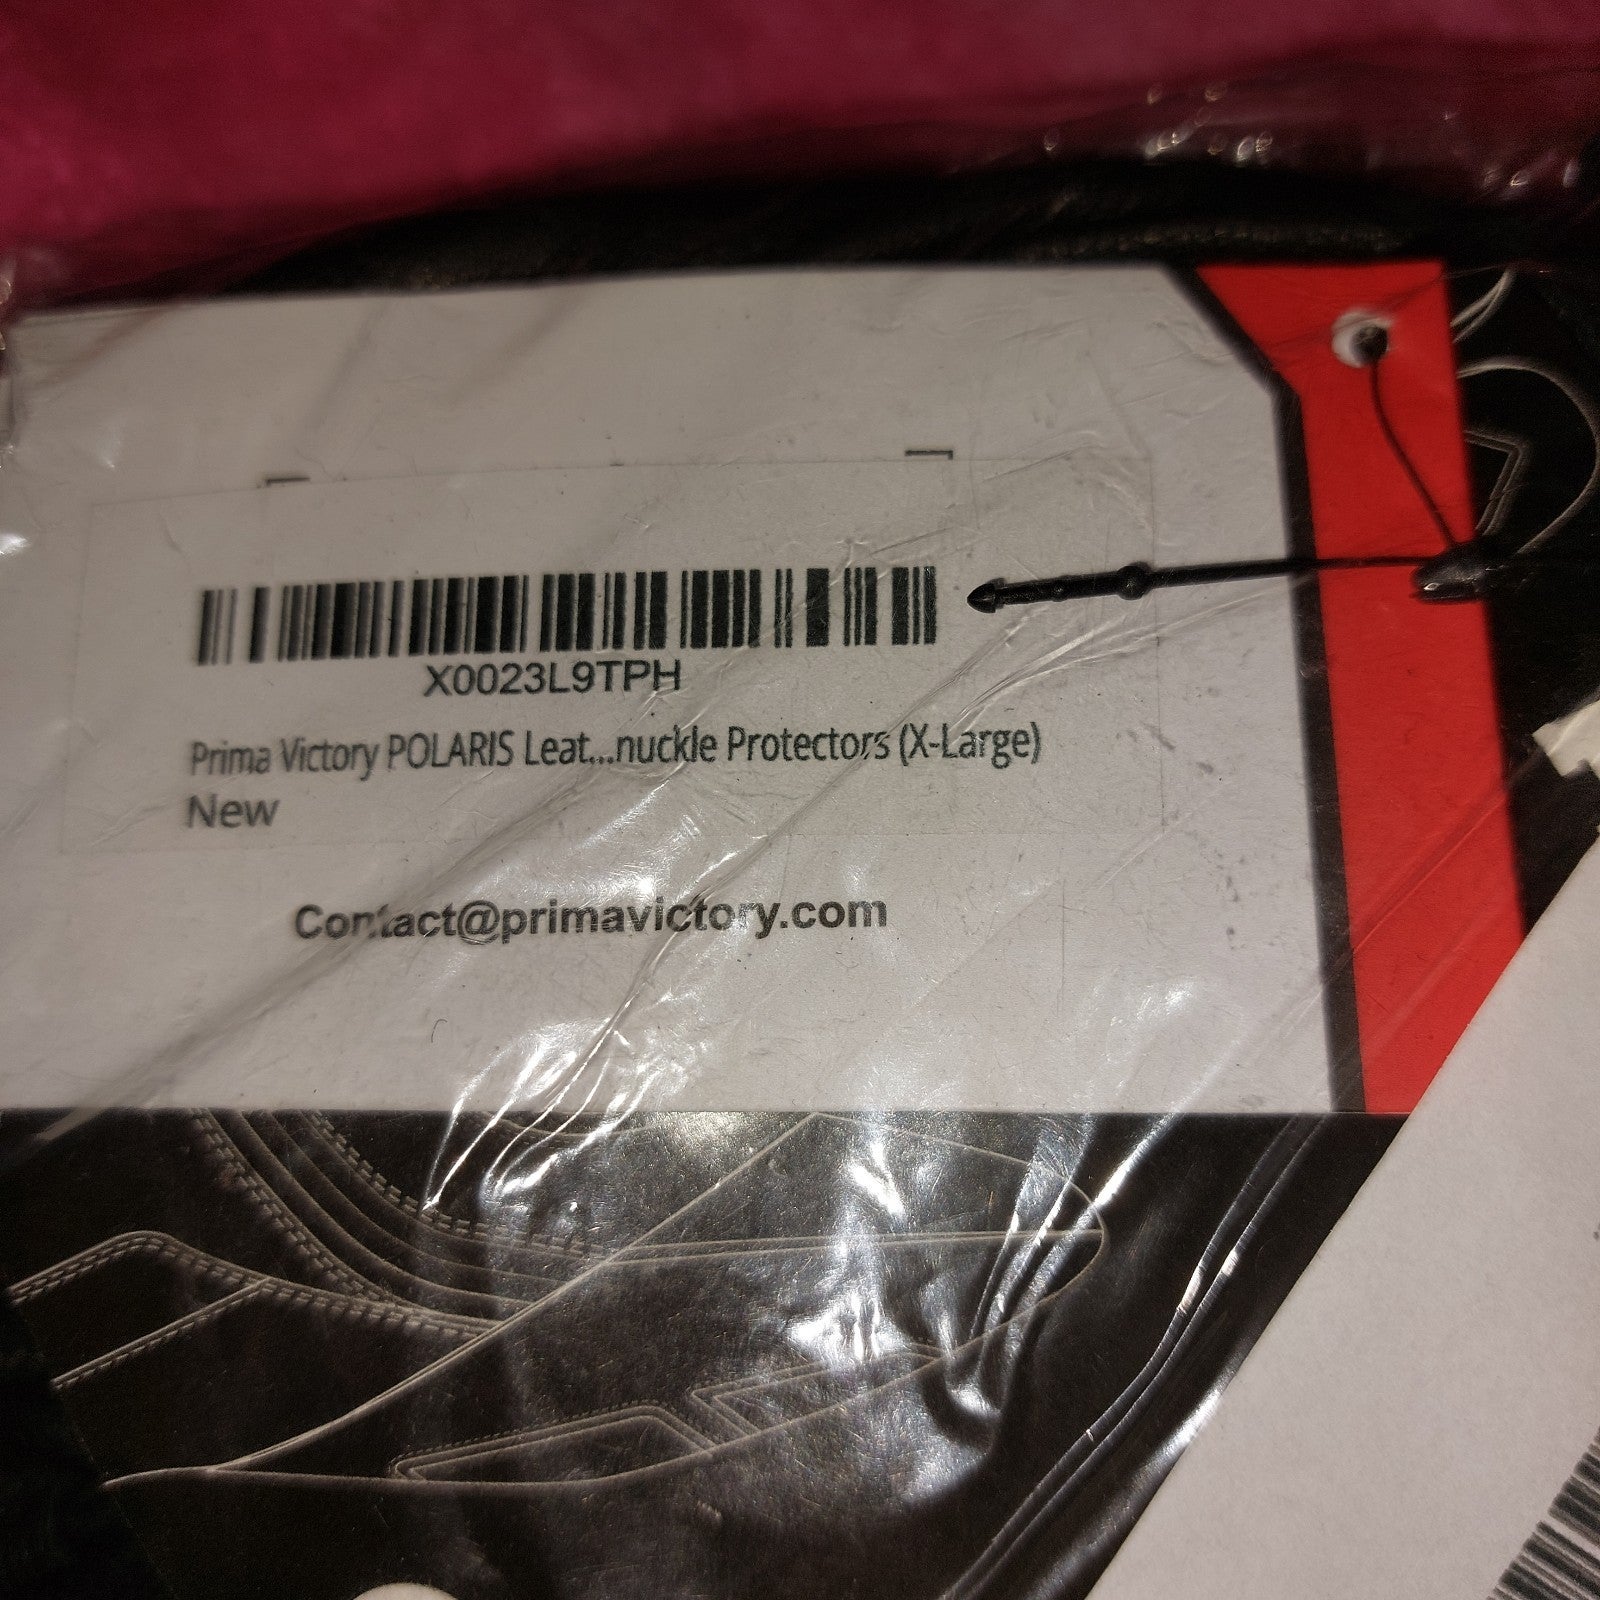 X0023L9TPH
Prima Victory POLARIS Leat...nuckle Protectors (X-Large)
New
Contact@primavictory.com